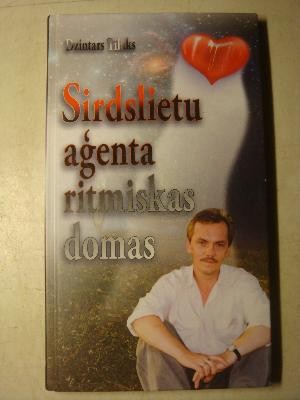 Dzintars
Sirdslietu
aģenta
ritmiskas
domas